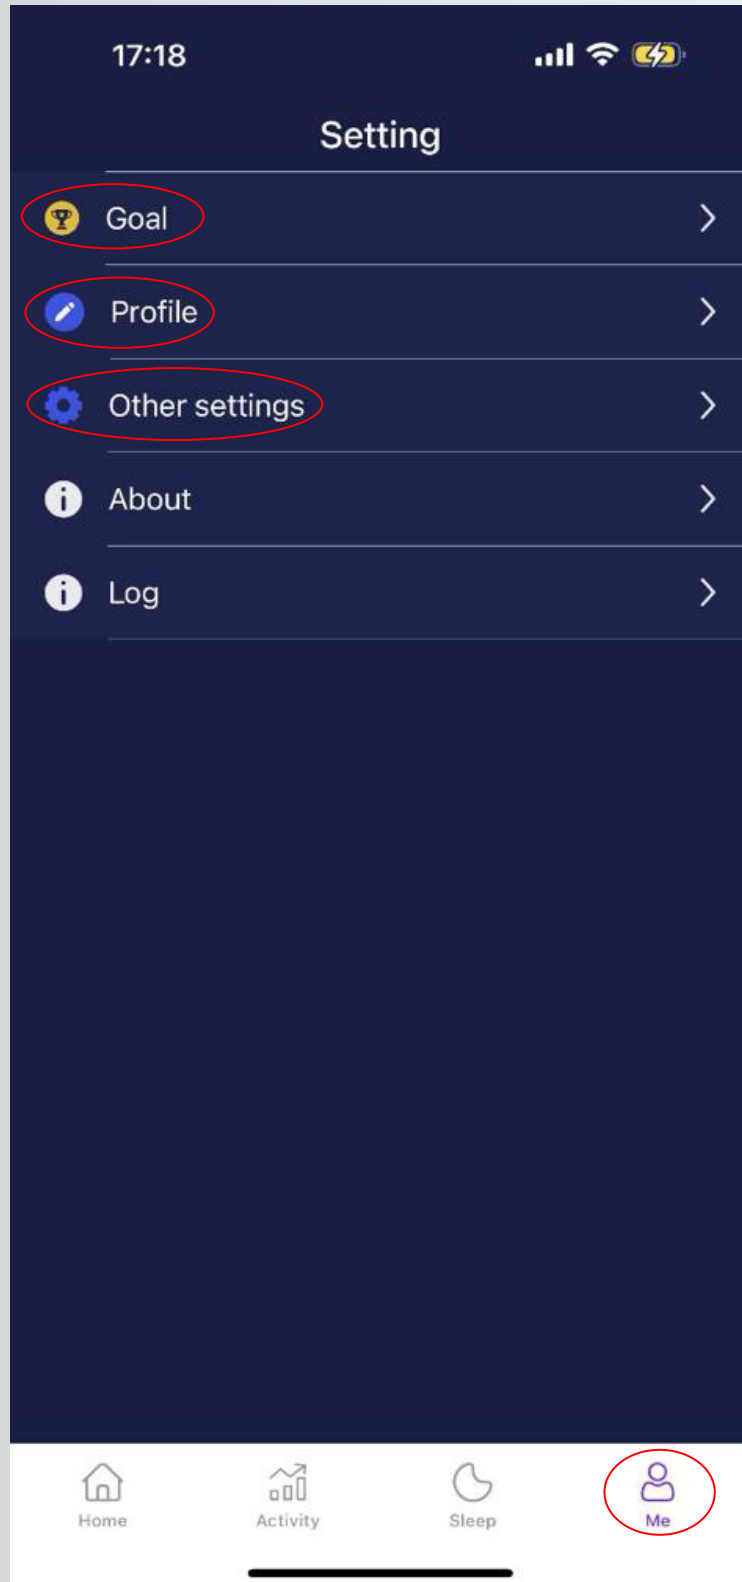 17:18
Setting
Goal
Profile
Other settings
About
Log
Home
Activity
Sleep
Me